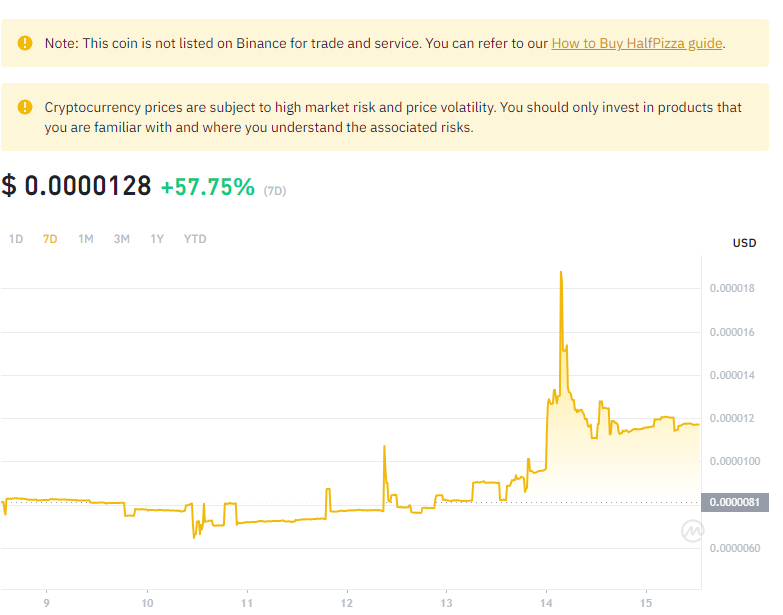 Note: This coin is not listed on Binance for trade and service. You can refer to our How to Buy HalfPizza guide.
Cryptocurrency prices are subject to high market risk and price volatility. You should only invest in products that
you are familiar with and where you understand the associated risks.
$ 0.0000128 +57.75% (7D)
1D 7D 1M 3M 1Y YTD
USD
0.000018
0.000016
0.000014
0.000012
0.0000100
0.0000081
0.0000060
9 10 11 12 13 14 15